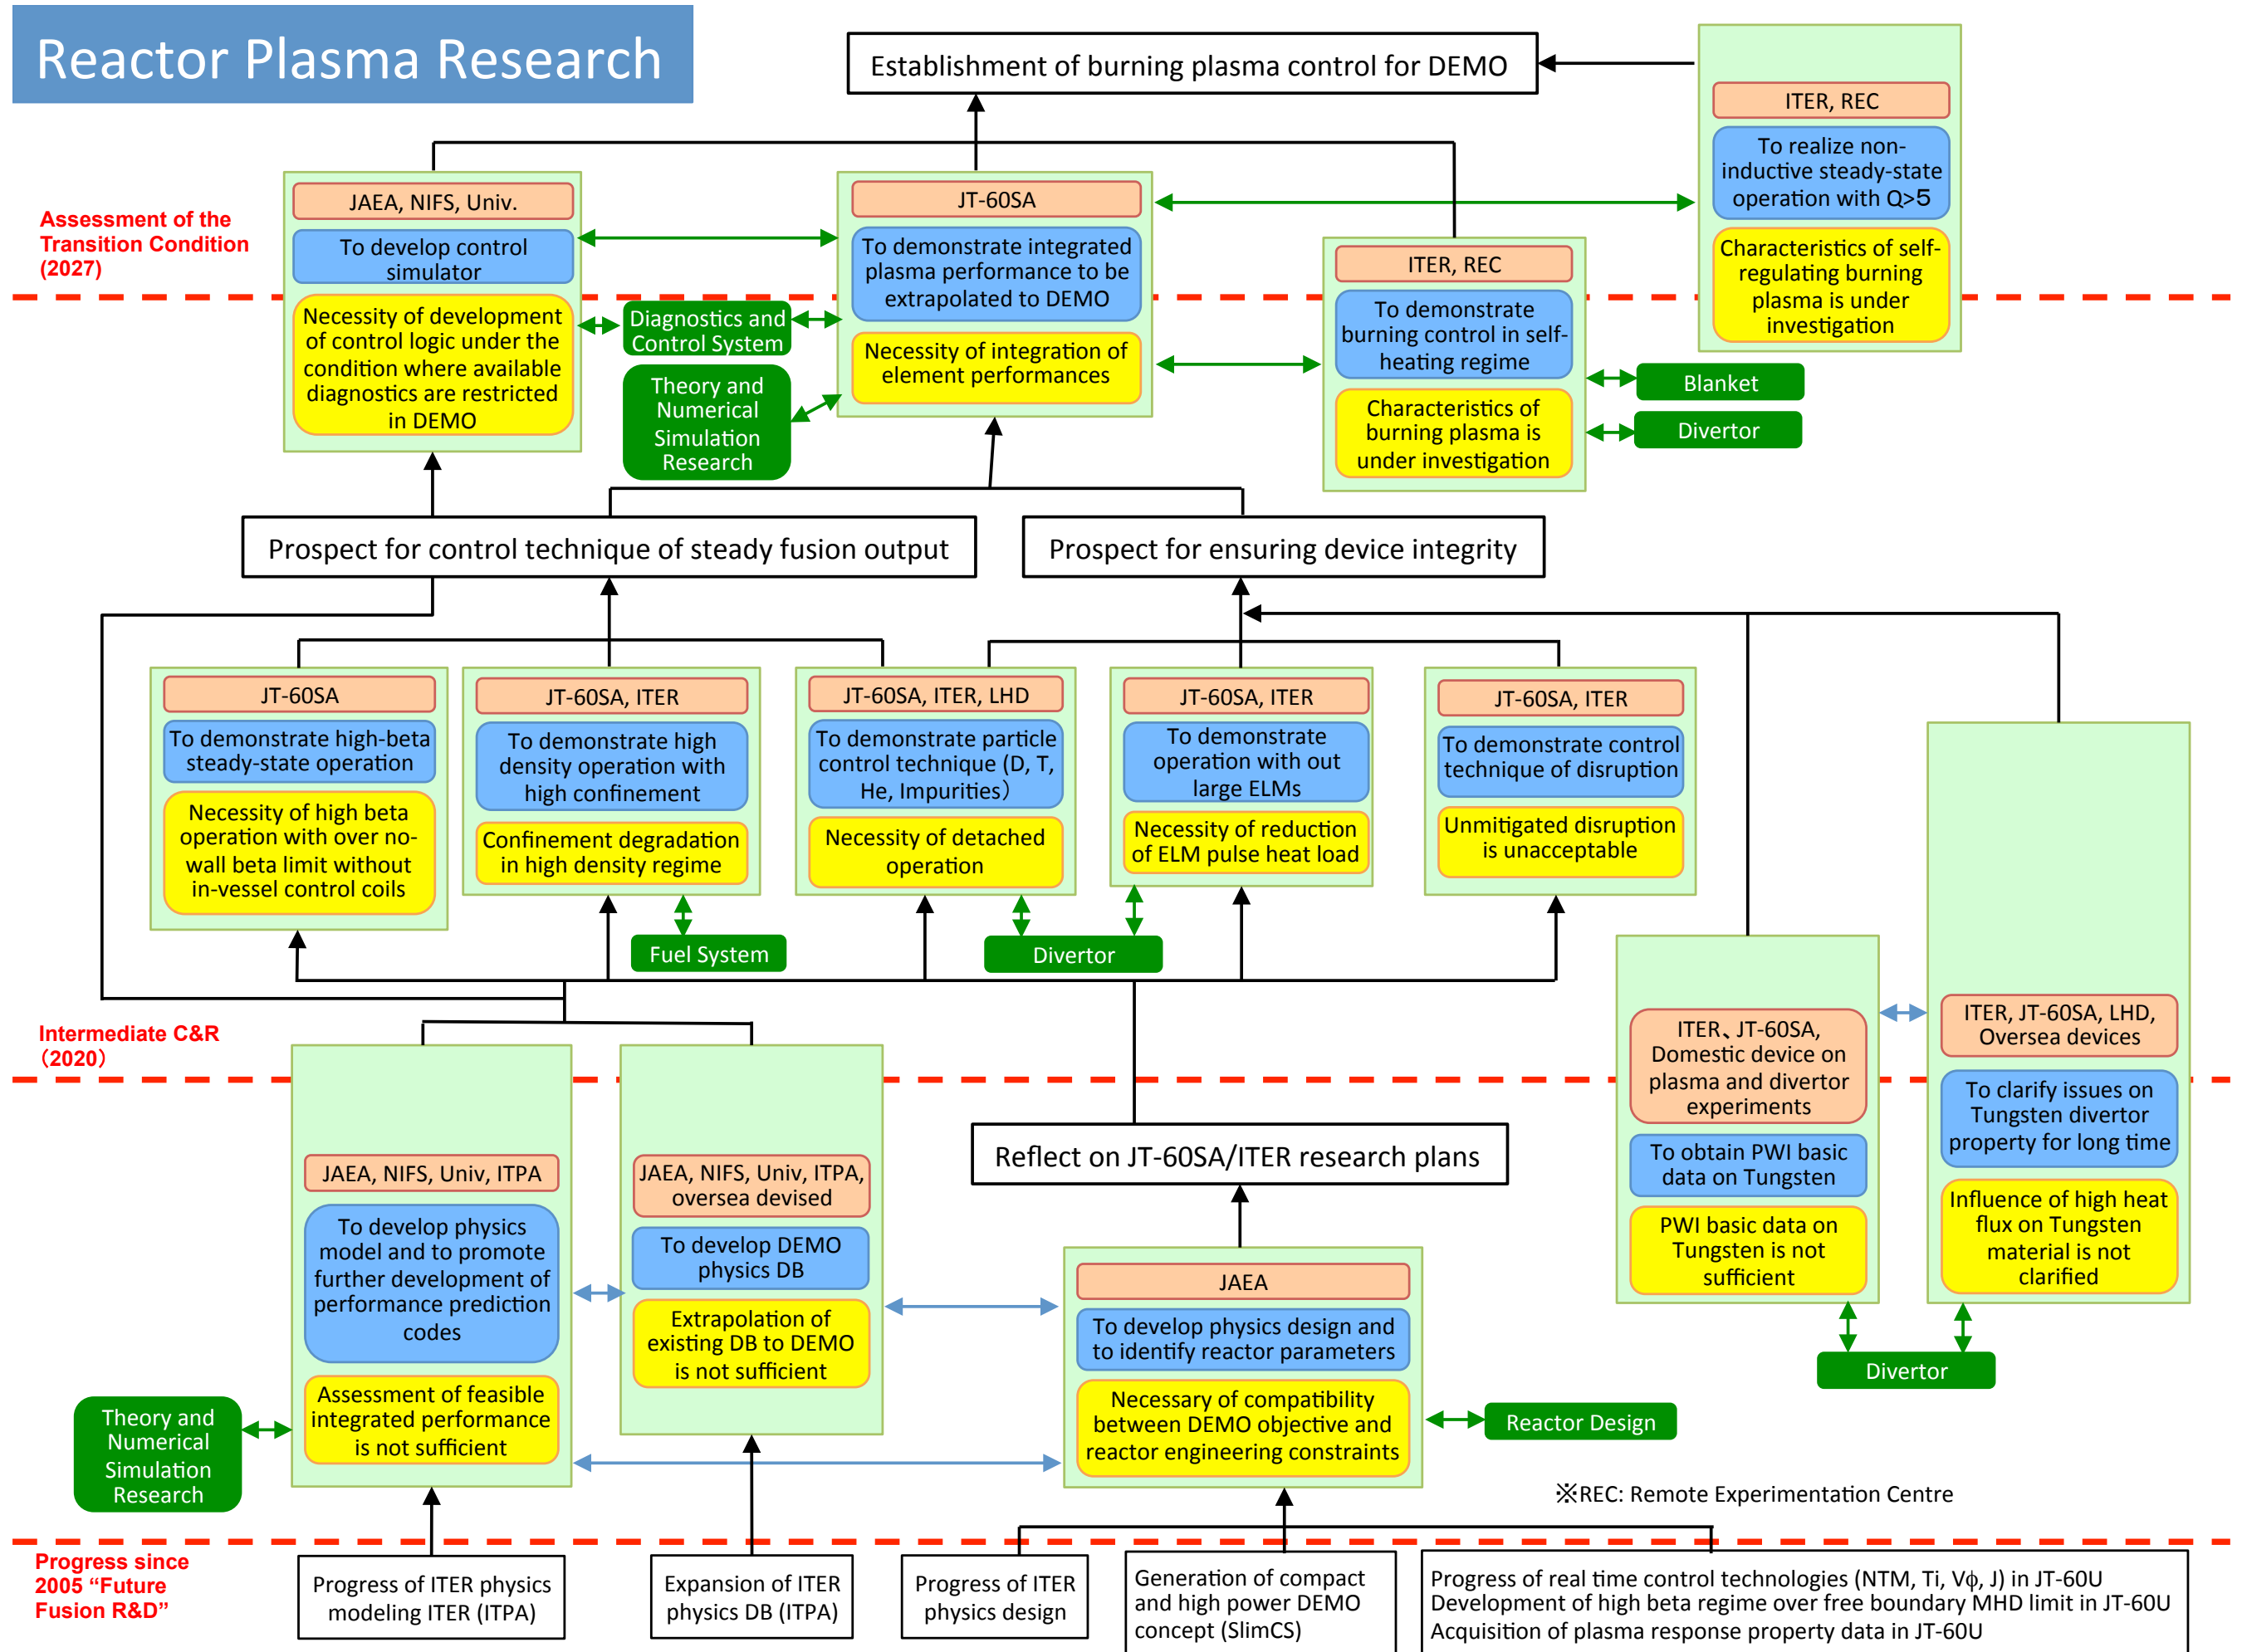 Reactor Plasma Research
Establishment of burning plasma control for DEMO
ITER, REC
To realize non-
inductive steady-state
operation with Q>5
Characteristics of self-
regulating burning
plasma is under
investigation
Assessment of the
Transition Condition
(2027)
JAEA, NIFS, Univ.
To develop control
simulator
Necessity of development
of control logic under the
condition where available
diagnostics are restricted
in DEMO
Diagnostics and
Control System
Theory and
Numerical
Simulation
Research
JT-60SA
To demonstrate integrated
plasma performance to be
extrapolated to DEMO
Necessity of integration of
element performances
ITER, REC
To demonstrate
burning control in self-
heating regime
Characteristics of
burning plasma is
under investigation
Blanket
Divertor
Prospect for control technique of steady fusion output
Prospect for ensuring device integrity
JT-60SA
To demonstrate high-beta
steady-state operation
Necessity of high beta
operation with over no-
wall beta limit without
in-vessel control coils
JT-60SA, ITER
To demonstrate high
density operation with
high confinement
Confinement degradation
in high density regime
Fuel System
JT-60SA, ITER, LHD
To demonstrate particle
control technique (D, T,
He, Impurities）
Necessity of detached
operation
Divertor
JT-60SA, ITER
To demonstrate
operation with out
large ELMs
Necessity of reduction
of ELM pulse heat load
JT-60SA, ITER
To demonstrate control
technique of disruption
Unmitigated disruption
is unacceptable
Intermediate C&R
（2020）
JAEA, NIFS, Univ, ITPA
To develop physics
model and to promote
further development of
performance prediction
codes
Assessment of feasible
integrated performance
is not sufficient
Theory and
Numerical
Simulation
Research
JAEA, NIFS, Univ, ITPA,
oversea devised
To develop DEMO
physics DB
Extrapolation of
existing DB to DEMO
is not sufficient
Reflect on JT-60SA/ITER research plans
JAEA
To develop physics design and
to identify reactor parameters
Necessary of compatibility
between DEMO objective and
reactor engineering constraints
Reactor Design
ITER、JT-60SA,
Domestic device on
plasma and divertor
experiments
To obtain PWI basic
data on Tungsten
PWI basic data on
Tungsten is not
sufficient
ITER, JT-60SA, LHD,
Oversea devices
To clarify issues on
Tungsten divertor
property for long time
Influence of high heat
flux on Tungsten
material is not
clarified
Divertor
※REC: Remote Experimentation Centre
Progress since
2005 “Future
Fusion R&D”
Progress of ITER physics
modeling ITER (ITPA)
Expansion of ITER
physics DB (ITPA)
Progress of ITER
physics design
Generation of compact
and high power DEMO
concept (SlimCS)
Progress of real time control technologies (NTM, Ti, Vϕ, J) in JT-60U
Development of high beta regime over free boundary MHD limit in JT-60U
Acquisition of plasma response property data in JT-60U